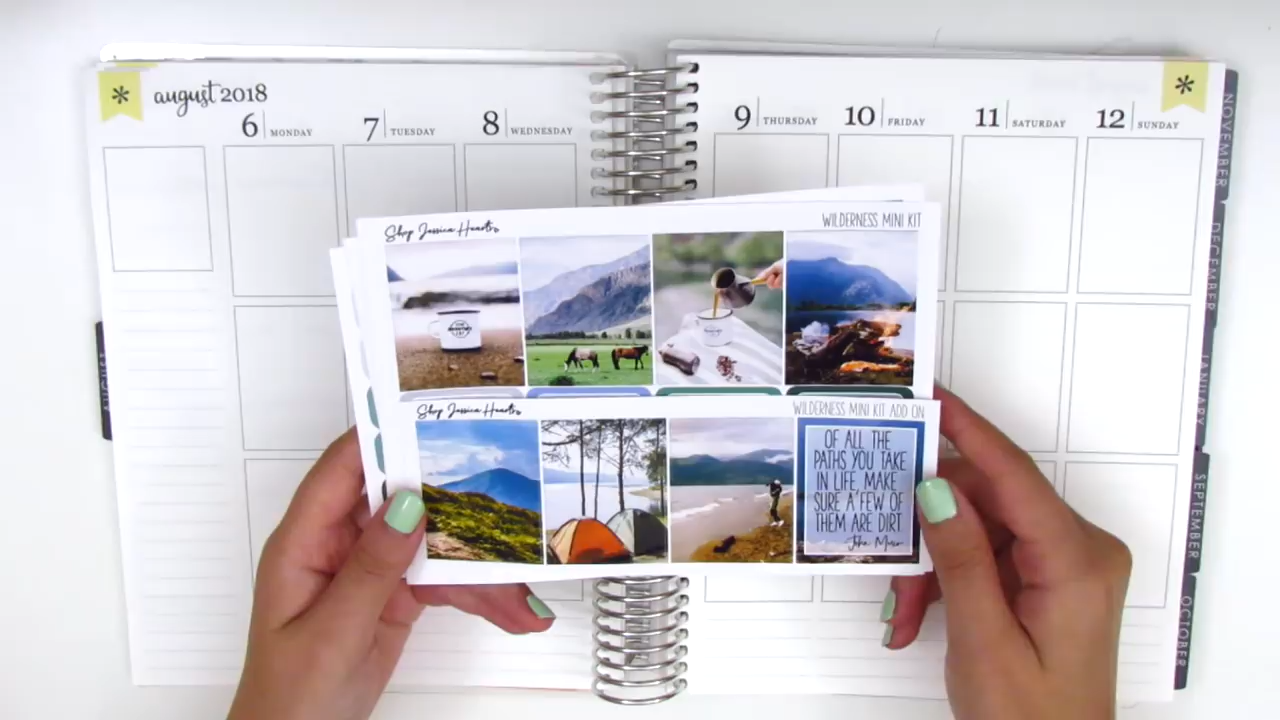 august 2018
6 MONDAY
7 TUESDAY
8 WEDNESDAY
9 THURSDAY
10 FRIDAY
11 SATURDAY
12 SUNDAY
NOVEMBER
DECEMBER
JANUARY
SEPTEMBER
OCTOBER
AUGUST
Shop Jessica Hearts
WILDERNESS MINI KIT
Shop Jessica Hearts
WILDERNESS MINI KIT ADD ON
OF ALL THE
PATHS YOU TAKE
IN LIFE, MAKE
SURE A FEW OF
THEM ARE DIRT
John Muir